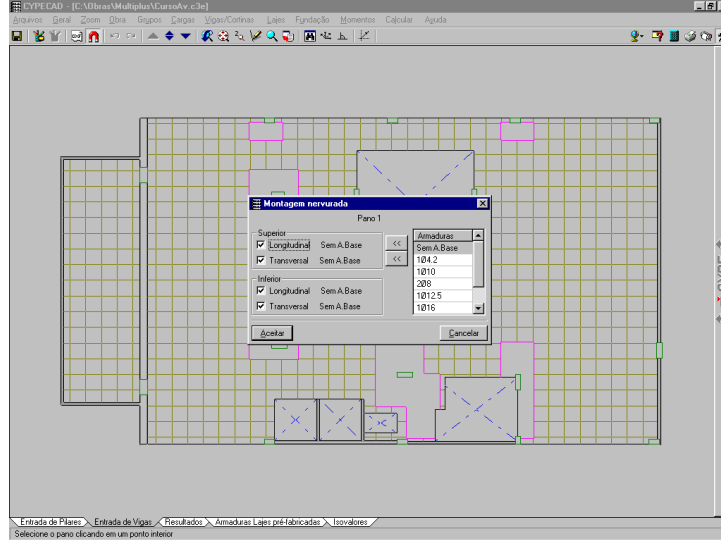 CYPECAD - [C:\Obras\Multiplus\CursoAv.c3e]
Arquivos Geral Zoom Obra Grupos Cargas Vigas/Cortinas Lajes Fundação Momentos Calcular Ajuda
Montagem nervurada
Pano 1
Superior
Longitudinal Sem A.Base <<
Transversal Sem A.Base <<
Inferior
Longitudinal Sem A.Base
Transversal Sem A.Base
Armaduras
Sem A.Base
1Ø4.2
1Ø10
2Ø8
1Ø12.5
1Ø16
Aceitar Cancelar
Entrada de Pilares Entrada de Vigas Resultados Armaduras Lajes pré-fabricadas Isovalores
Selecione o pano clicando em um ponto interior